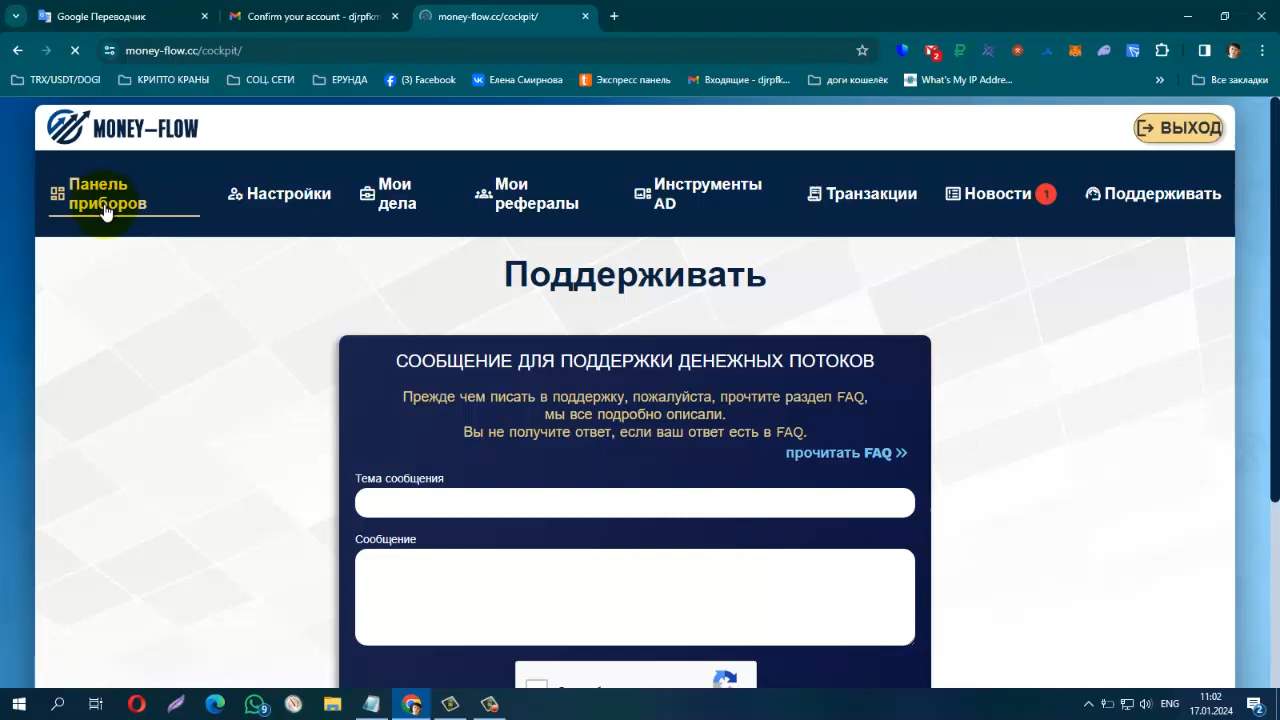 Google Переводчик
Confirm your account - djrpfkm
money-flow.cc/cockpit/
money-flow.cc/cockpit/
2
TRX/USDT/DOGI
КРИПТО КРАНЫ
СОЦ. СЕТИ
ЕРУНДА
(3) Facebook
Елена Смирнова
Экспресс панель
Входящие - djrpfk...
доги кошелёк
What's My IP Addre...
Все закладки
MONEY-FLOW
ВЫХОД
Панель
приборов
Настройки
Мои
дела
Мои
рефералы
Инструменты
AD
Транзакции
Новости 1
Поддерживать
Поддерживать
СООБЩЕНИЕ ДЛЯ ПОДДЕРЖКИ ДЕНЕЖНЫХ ПОТОКОВ
Прежде чем писать в поддержку, пожалуйста, прочтите раздел FAQ,
мы все подробно описали.
Вы не получите ответ, если ваш ответ есть в FAQ.
прочитать FAQ
Тема сообщения
Сообщение
9
ENG
11:02
17.01.2024
2